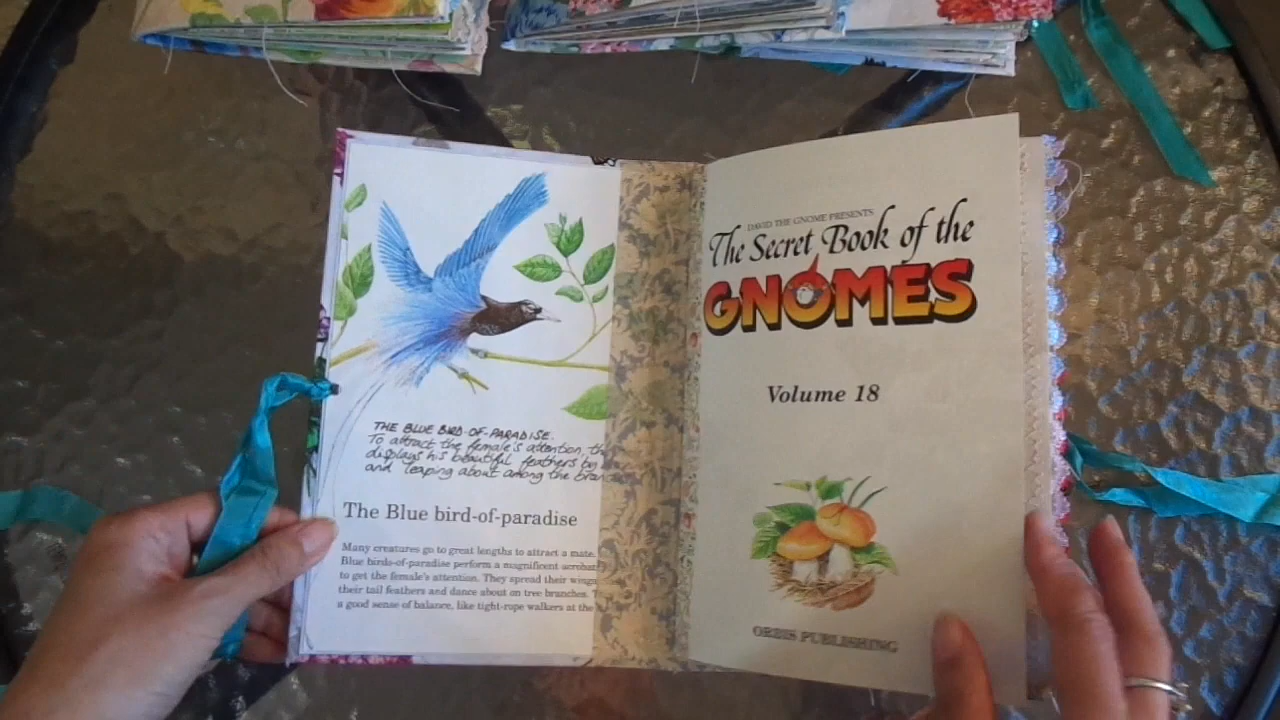 THE BLUE BIRD-OF-PARADISE.
To attract the female's attention, th
displays his beautiful feathers by
and leaping about among the bran
The Blue bird-of-paradise
Many creatures go to great lengths to attract a mate.
Blue birds-of-paradise perform a magnificent acrobat
to get the female's attention. They spread their wings
their tail feathers and dance about on tree branches. T
a good sense of balance, like tight-rope walkers at the
DAVID THE GNOME PRESENTS
The Secret Book of the
GNOMES
Volume 18
ORBIS PUBLISHING